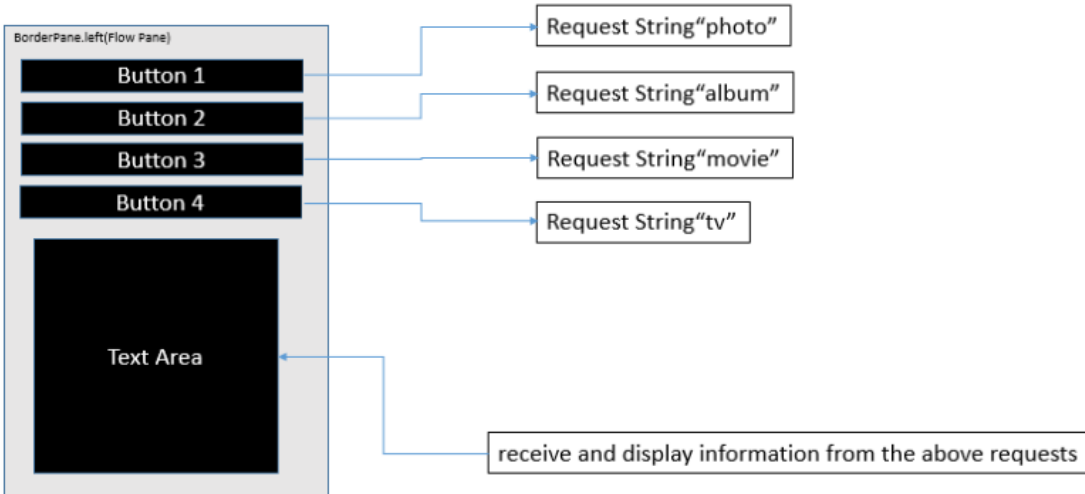 BorderPane.left(Flow Pane)
Button 1
Request String“photo”
Button 2
Request String“album”
Button 3
Request String“movie”
Button 4
Request String“tv”
Text Area
receive and display information from the above requests